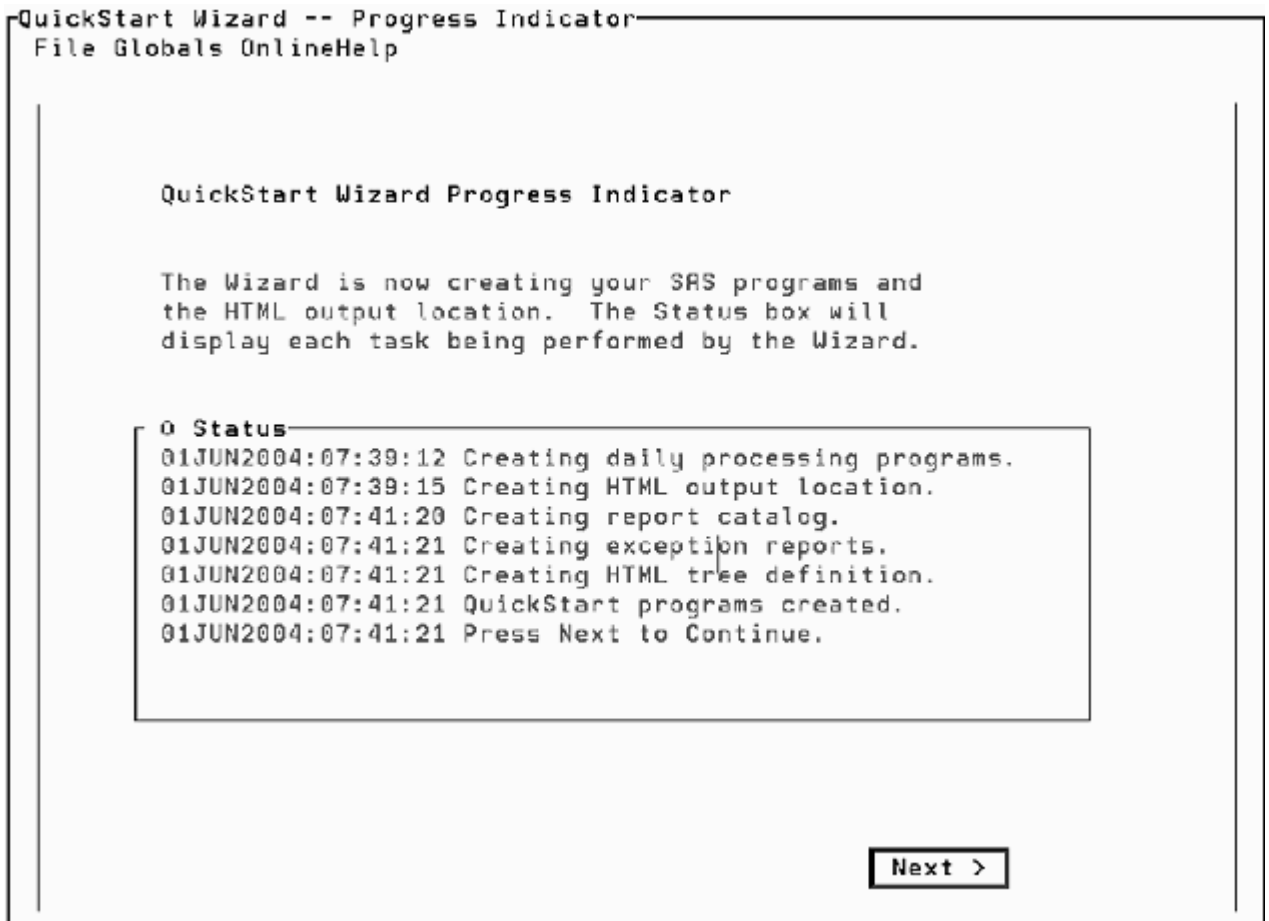 QuickStart Wizard -- Progress Indicator
File Globals OnlineHelp
QuickStart Wizard Progress Indicator
The Wizard is now creating your SAS programs and
the HTML output location.  The Status box will
display each task being performed by the Wizard.
O Status
01JUN2004:07:39:12 Creating daily processing programs.
01JUN2004:07:39:15 Creating HTML output location.
01JUN2004:07:41:20 Creating report catalog.
01JUN2004:07:41:21 Creating exception reports.
01JUN2004:07:41:21 Creating HTML tree definition.
01JUN2004:07:41:21 QuickStart programs created.
01JUN2004:07:41:21 Press Next to Continue.
Next >